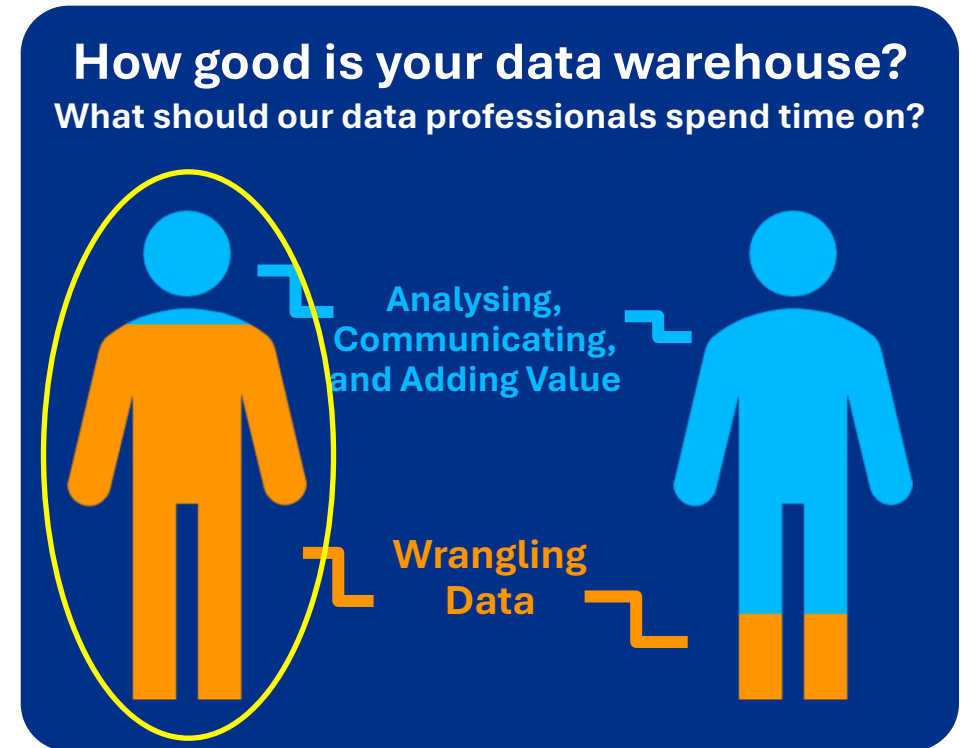 How good is your data warehouse?
What should our data professionals spend time on?
Analysing,
Communicating,
and Adding Value
Wrangling
Data